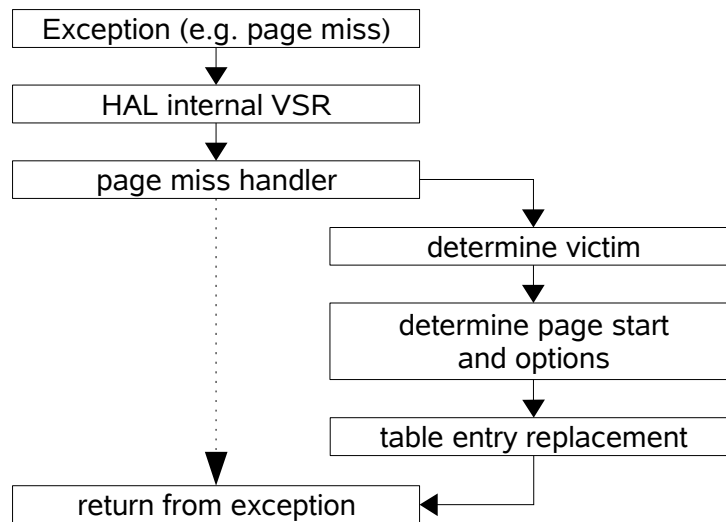 Exception (e.g. page miss)
HAL internal VSR
page miss handler
determine victim
determine page start
and options
table entry replacement
return from exception